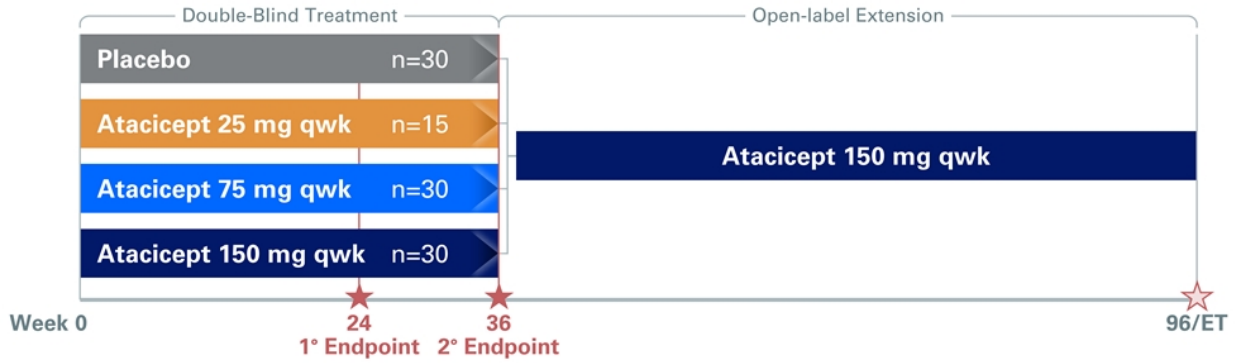 Double-Blind Treatment
Open-label Extension
Placebo n=30
Atacicept 25 mg qwk n=15
Atacicept 75 mg qwk n=30
Atacicept 150 mg qwk n=30
Atacicept 150 mg qwk
Week 0
24
36
96/ET
1° Endpoint
2° Endpoint